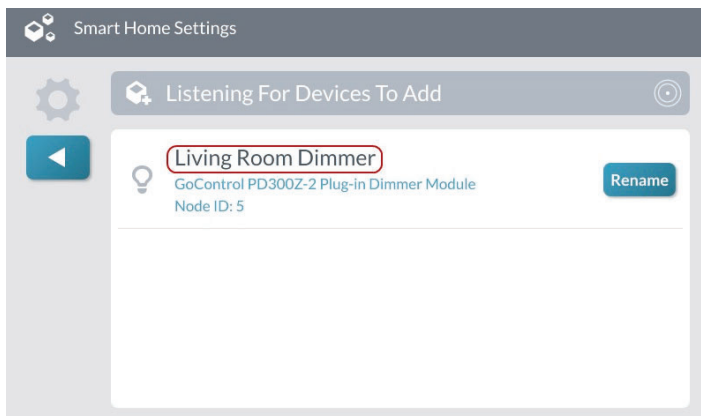 Smart Home Settings
Listening For Devices To Add
Living Room Dimmer
GoControl PD300Z-2 Plug-in Dimmer Module
Node ID: 5
Rename